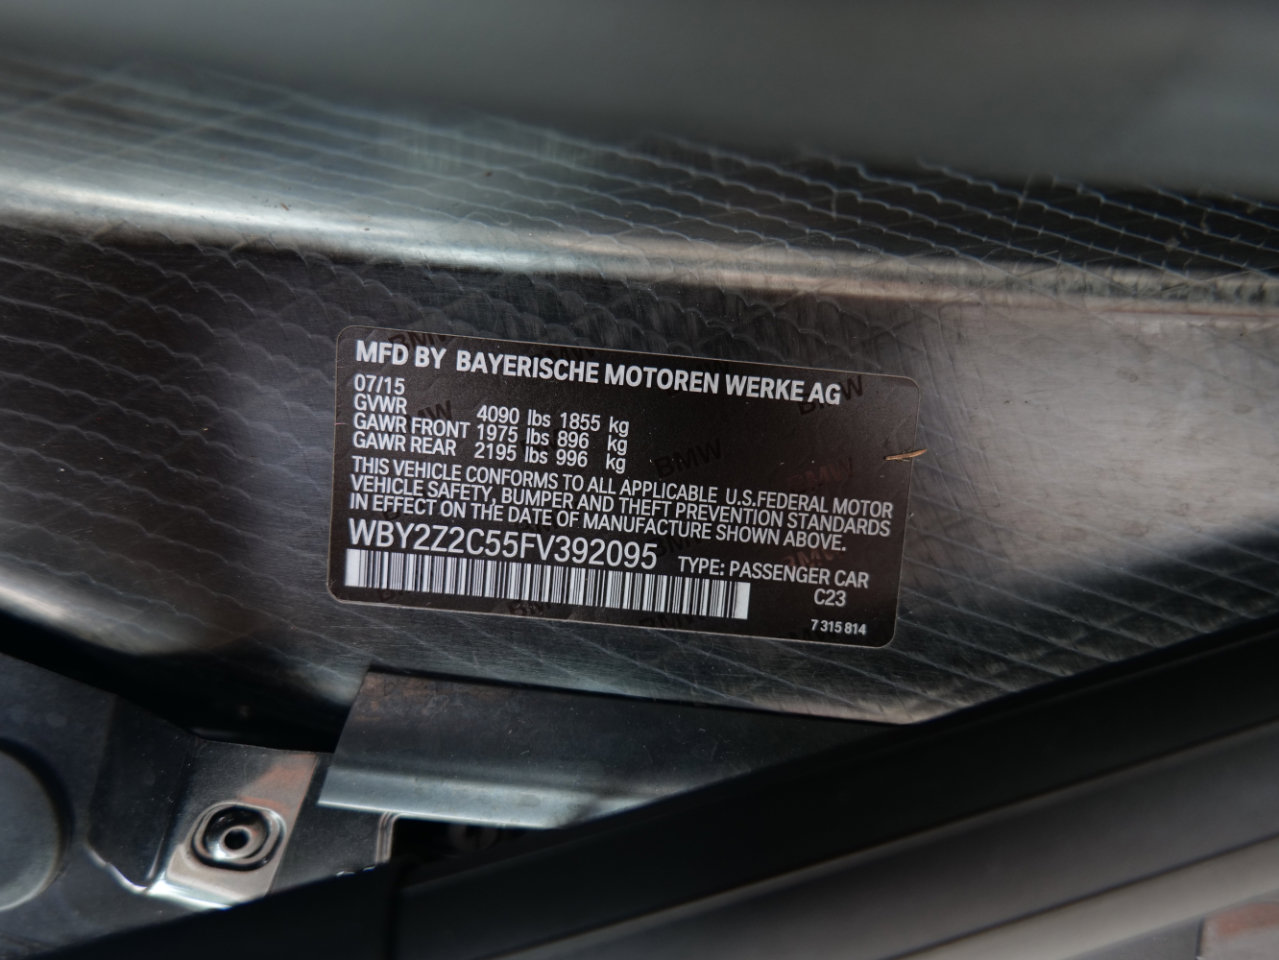 MFD BY BAYERISCHE MOTOREN WERKE AG
07/15
GVWR 4090 lbs 1855 kg
GAWR FRONT 1975 lbs 896 kg
GAWR REAR 2195 lbs 996 kg
THIS VEHICLE CONFORMS TO ALL APPLICABLE U.S.FEDERAL MOTOR
VEHICLE SAFETY, BUMPER AND THEFT PREVENTION STANDARDS
IN EFFECT ON THE DATE OF MANUFACTURE SHOWN ABOVE.
WBY2Z2C55FV392095 TYPE: PASSENGER CAR
C23
7 315 814